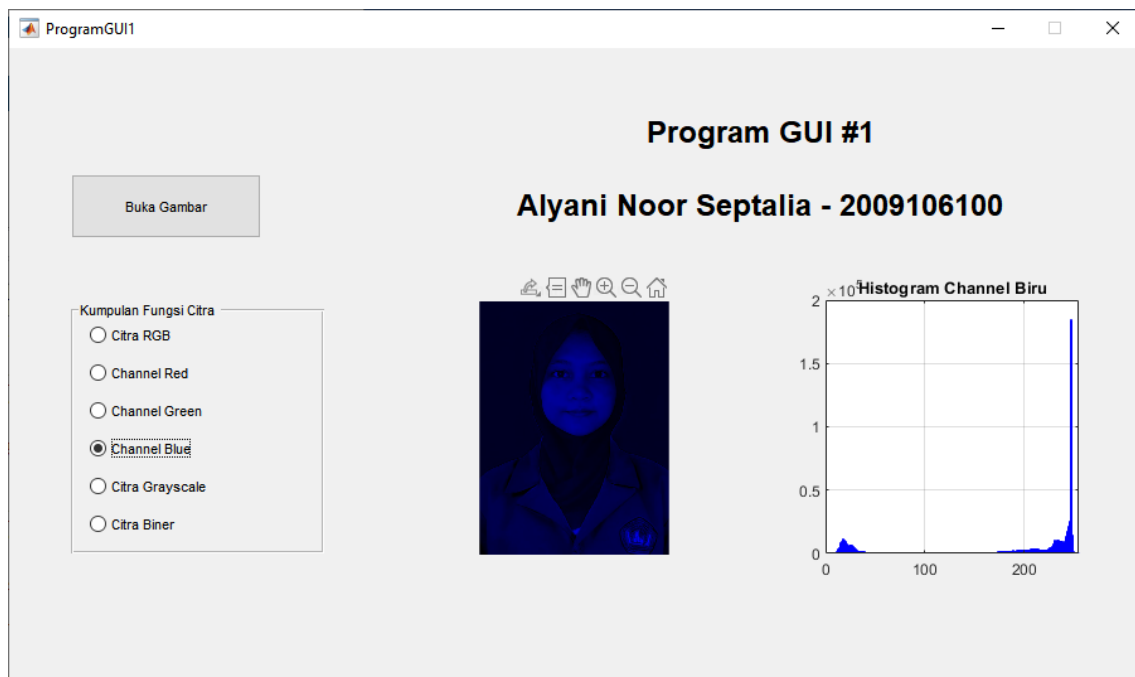 ProgramGUI1
Program GUI #1
Buka Gambar
Alyani Noor Septalia - 2009106100
Kumpulan Fungsi Citra
Citra RGB
Channel Red
Channel Green
Channel Blue
Citra Grayscale
Citra Biner
×10⁵
Histogram Channel Biru
2
1.5
1
0.5
0
0 100 200